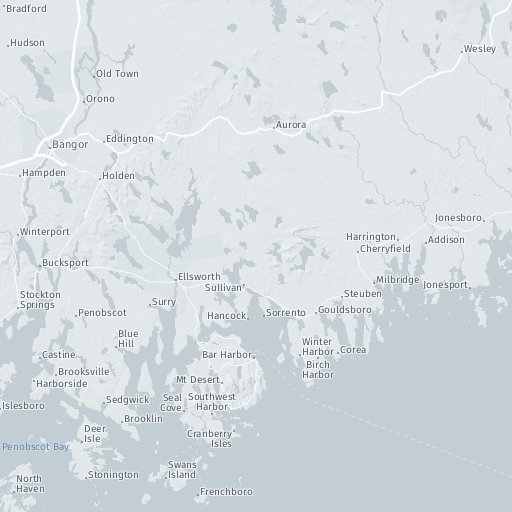 Bradford
Hudson
Wesley
Old Town
Orono
Aurora
Eddington
Bangor
Hampden
Holden
Jonesboro
Winterport
Harrington
Addison
Cherryfield
Bucksport
Ellsworth
Sullivan
Milbridge
Jonesport
Stockton
Springs
Surry
Steuben
Penobscot
Hancock
Sorrento
Gouldsboro
Blue
Hill
Winter
Harbor
Corea
Castine
Bar Harbor
Birch
Harbor
Brooksville
Harborside
Mt Desert
Islesboro
Sedgwick
Seal
Cove
Southwest
Harbor
Brooklin
Deer
Isle
Cranberry
Isles
Penobscot Bay
Swans
Island
Stonington
North
Haven
Frenchboro